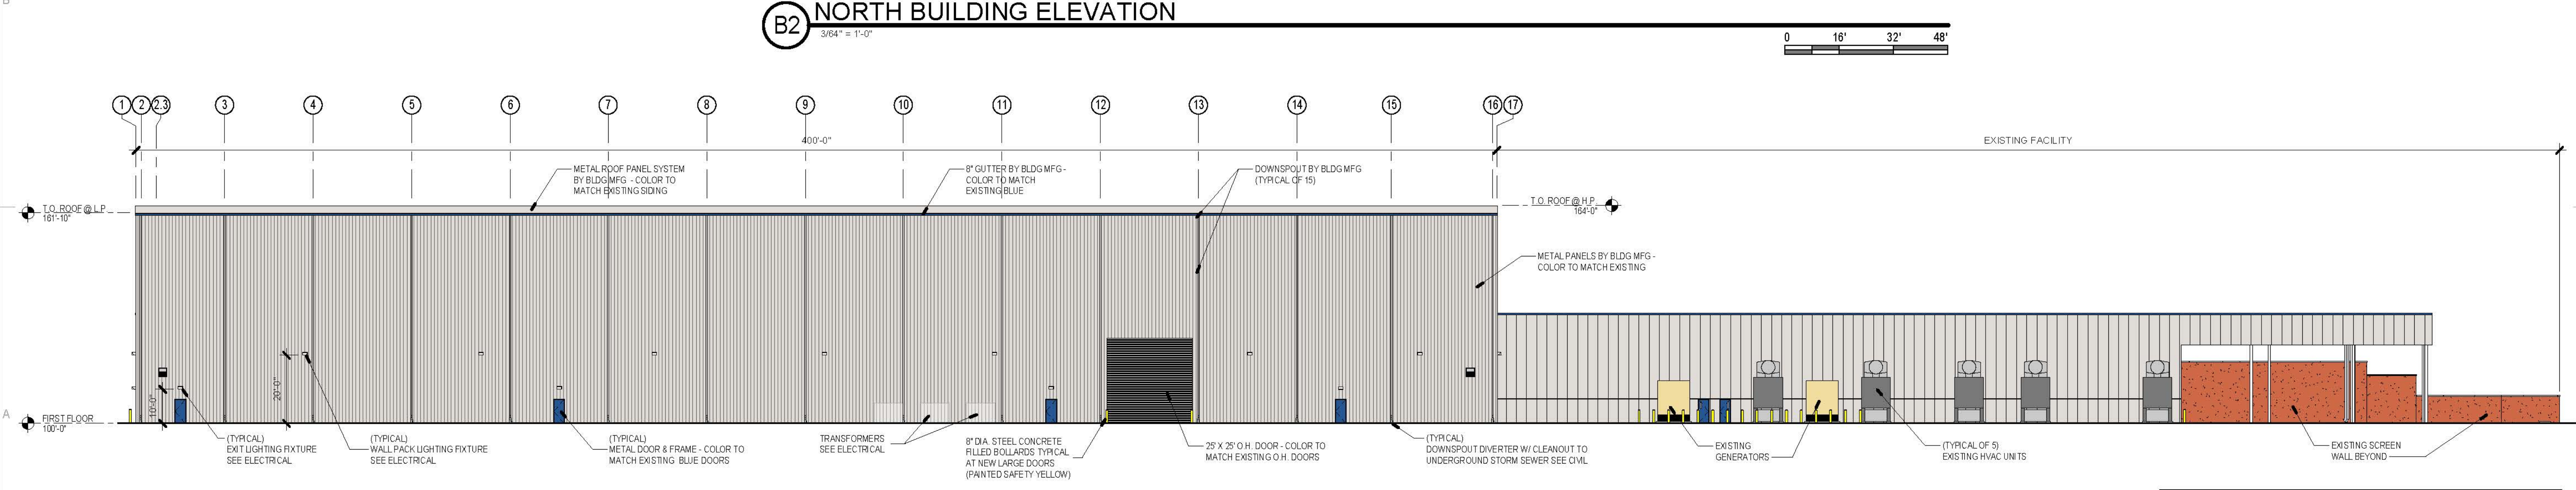 B
B2
NORTH BUILDING ELEVATION
3/64" = 1'-0"
0 16' 32' 48'
1 2 2.3 3 4 5 6 7 8 9 10 11 12 13 14 15 16 17
400'-0"
EXISTING FACILITY
METAL ROOF PANEL SYSTEM
BY BLDG MFG - COLOR TO
MATCH EXISTING SIDING
8" GUTTER BY BLDG MFG -
COLOR TO MATCH
EXISTING BLUE
DOWNSPOUT BY BLDG MFG
(TYPICAL OF 15)
T.O. ROOF @ L.P.
161'-10"
T.O. ROOF @ H.P.
164'-0"
METAL PANELS BY BLDG MFG -
COLOR TO MATCH EXISTING
10'-0"
20'-0"
A
FIRST FLOOR
100'-0"
(TYPICAL)
EXIT LIGHTING FIXTURE
SEE ELECTRICAL
(TYPICAL)
WALL PACK LIGHTING FIXTURE
SEE ELECTRICAL
(TYPICAL)
METAL DOOR & FRAME - COLOR TO
MATCH EXISTING BLUE DOORS
TRANSFORMERS
SEE ELECTRICAL
8" DIA. STEEL CONCRETE
FILLED BOLLARDS TYPICAL
AT NEW LARGE DOORS
(PAINTED SAFETY YELLOW)
25' X 25' O.H. DOOR - COLOR TO
MATCH EXISTING O.H. DOORS
(TYPICAL)
DOWNSPOUT DIVERTER W/ CLEANOUT TO
UNDERGROUND STORM SEWER SEE CIVIL
EXISTING
GENERATORS
(TYPICAL OF 5)
EXISTING HVAC UNITS
EXISTING SCREEN
WALL BEYOND